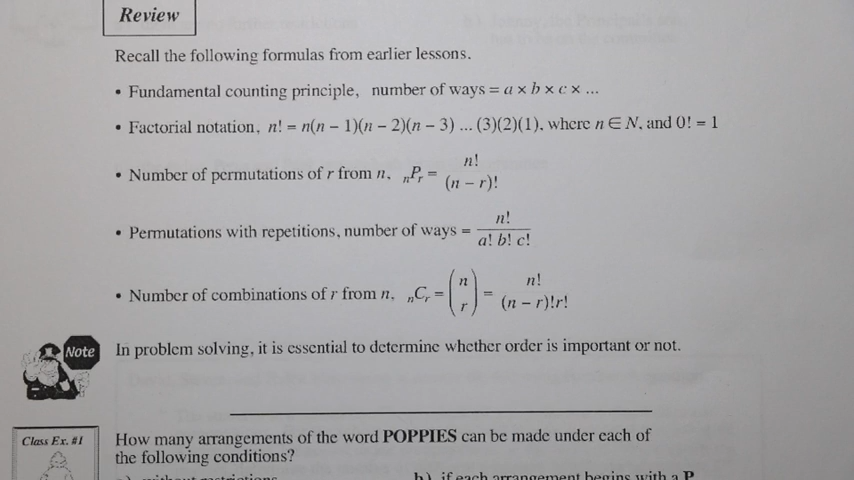 Review
Recall the following formulas from earlier lessons.
• Fundamental counting principle, number of ways = a × b × c × ...
• Factorial notation, n! = n(n − 1)(n − 2)(n − 3) ... (3)(2)(1), where n ∈ N, and 0! = 1
• Number of permutations of r from n, nPr = n! / (n − r)!
• Permutations with repetitions, number of ways = n! / a! b! c!
• Number of combinations of r from n, nCr = (n r) = n! / (n − r)!r!
Note In problem solving, it is essential to determine whether order is important or not.
Class Ex. #1 How many arrangements of the word POPPIES can be made under each of
the following conditions?
a) without restrictions b) if each arrangement begins with a P